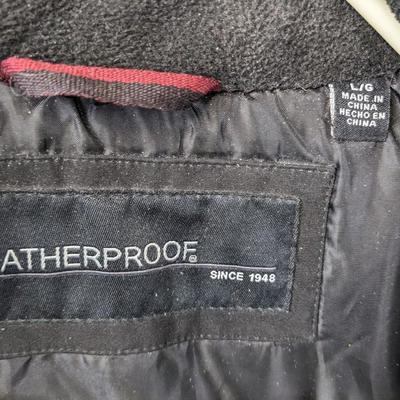 L/G
MADE IN
CHINA
HECHO EN
CHINA
ATHERPROOF®
SINCE 1948